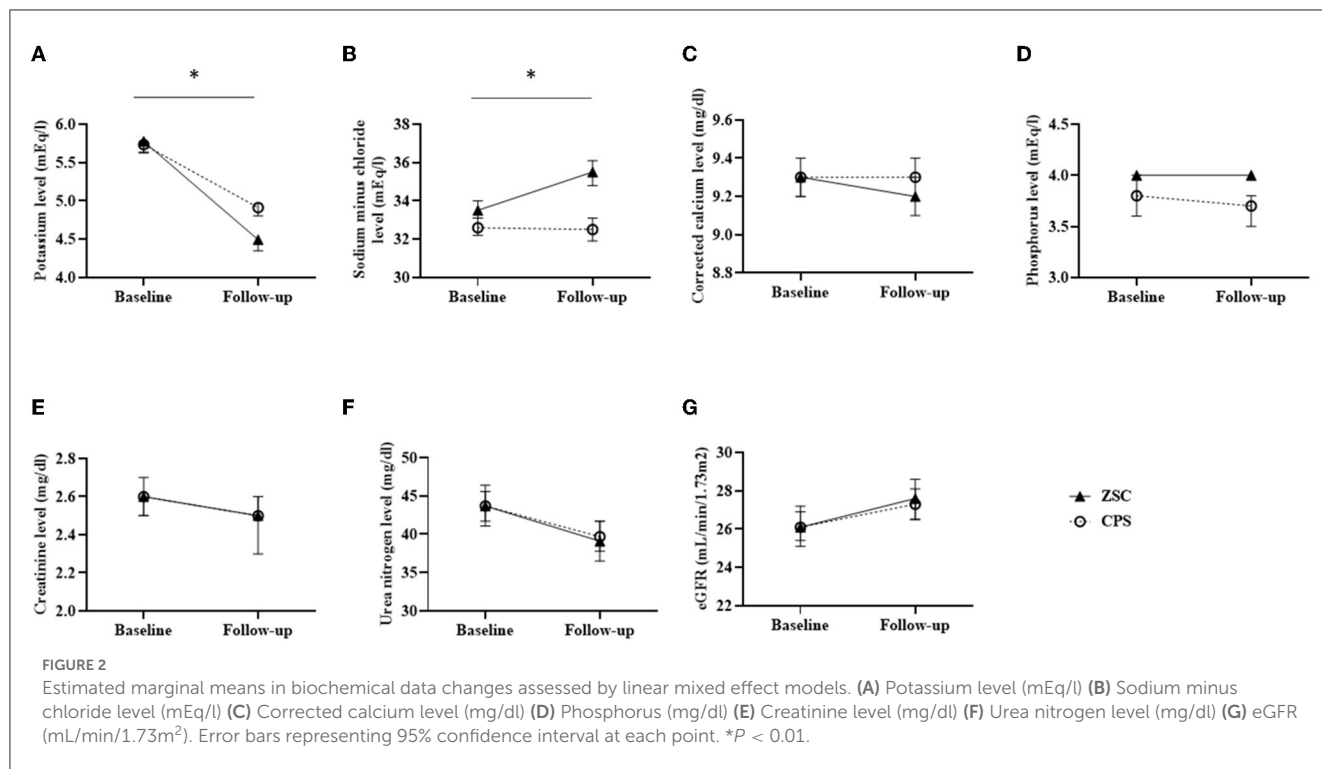 A
*
Potassium level (mEq/l)
6.0
5.5
5.0
4.5
4.0
Baseline
Follow-up
B
*
Sodium minus chloride
level (mEq/l)
38
36
34
32
30
Baseline
Follow-up
C
Corrected calcium level (mg/dl)
9.6
9.4
9.2
9.0
8.8
Baseline
Follow-up
D
Phosphorus level (mEq/l)
4.5
4.0
3.5
3.0
Baseline
Follow-up
E
Creatinine level (mg/dl)
2.8
2.6
2.4
2.2
2.0
Baseline
Follow-up
F
Urea nitrogen level (mg/dl)
50
45
40
35
30
Baseline
Follow-up
G
eGFR (mL/min/1.73m2)
30
28
26
24
22
Baseline
Follow-up
ZSC
CPS
FIGURE 2
Estimated marginal means in biochemical data changes assessed by linear mixed effect models. (A) Potassium level (mEq/l) (B) Sodium minus
chloride level (mEq/l) (C) Corrected calcium level (mg/dl) (D) Phosphorus (mg/dl) (E) Creatinine level (mg/dl) (F) Urea nitrogen level (mg/dl) (G) eGFR
(mL/min/1.73m²). Error bars representing 95% confidence interval at each point. *P < 0.01.